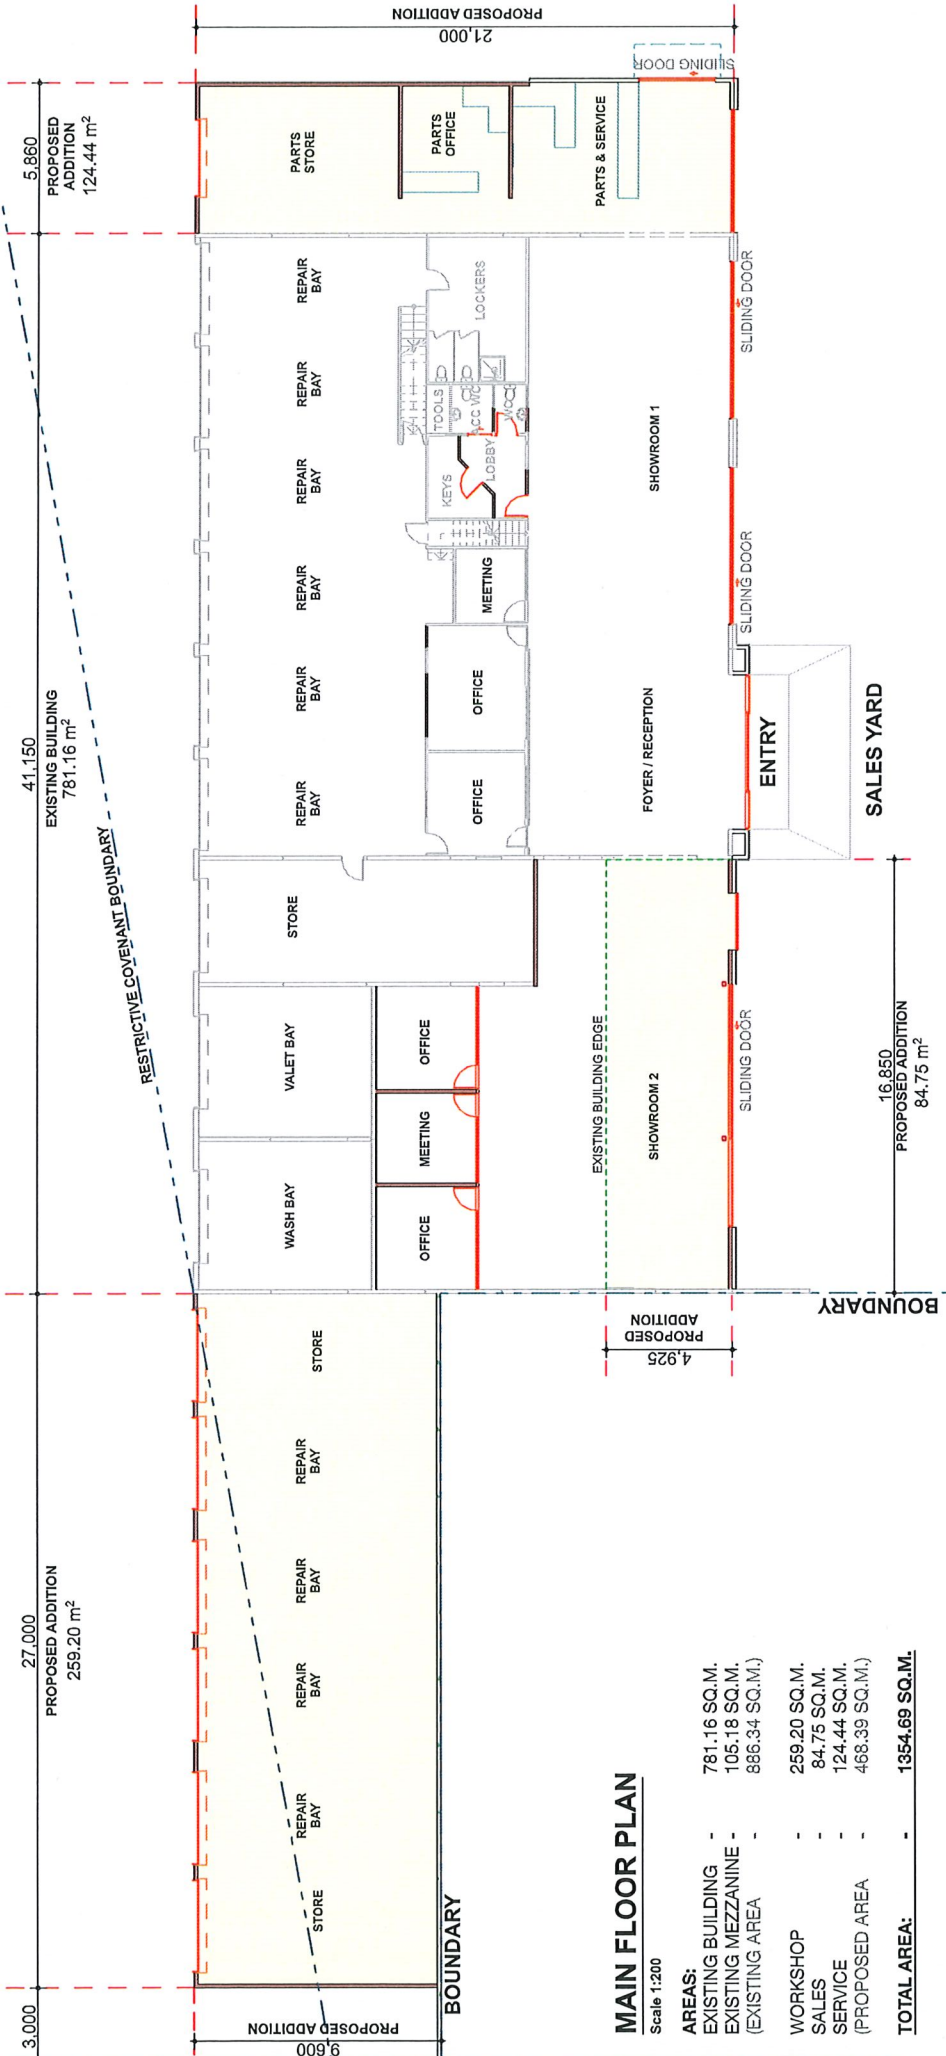 3,000
27,000
PROPOSED ADDITION
259.20 m²
41,150
EXISTING BUILDING
781.16 m²
5,860
PROPOSED
ADDITION
124.44 m²
RESTRICTIVE COVENANT BOUNDARY
9,600
PROPOSED ADDITION
21,000
PROPOSED ADDITION
STORE
REPAIR
BAY
REPAIR
BAY
REPAIR
BAY
REPAIR
BAY
STORE
WASH BAY
VALET BAY
STORE
REPAIR
BAY
REPAIR
BAY
REPAIR
BAY
REPAIR
BAY
REPAIR
BAY
REPAIR
BAY
PARTS
STORE
OFFICE
MEETING
OFFICE
OFFICE
OFFICE
MEETING
KEYS
LOBBY
TOOLS
ACC WC
WC
LOCKERS
PARTS
OFFICE
BOUNDARY
EXISTING BUILDING EDGE
SHOWROOM 2
FOYER / RECEPTION
SHOWROOM 1
PARTS & SERVICE
4,925
PROPOSED
ADDITION
SLIDING DOOR
SLIDING DOOR
SLIDING DOOR
SLIDING DOOR
ENTRY
SALES YARD
BOUNDARY
16,850
PROPOSED ADDITION
84.75 m²
MAIN FLOOR PLAN
Scale 1:200
AREAS:
EXISTING BUILDING - 781.16 SQ.M.
EXISTING MEZZANINE - 105.18 SQ.M.
(EXISTING AREA - 886.34 SQ.M.)
WORKSHOP - 259.20 SQ.M.
SALES - 84.75 SQ.M.
SERVICE - 124.44 SQ.M.
(PROPOSED AREA - 468.39 SQ.M.)
TOTAL AREA: - 1354.69 SQ.M.